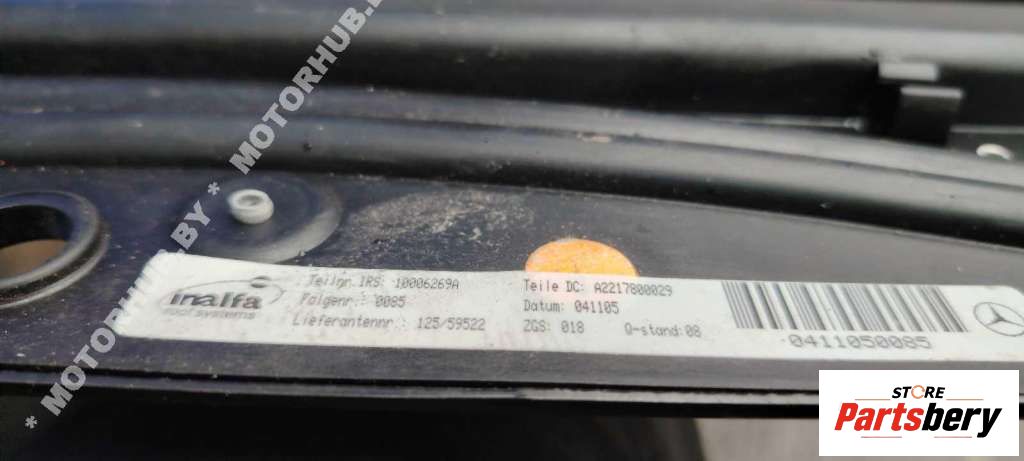 * MOTORHUB.BY * MOTORHUB.BY
inalfa
roof systems
Teilnr. IRS: 10006269A
Folgenr.: 0085
Lieferantennr.: 125/59522
Teile DC: A2217800029
Datum: 041105
ZGS: 018 Q-stand:08
0411050085
STORE
Partsbery